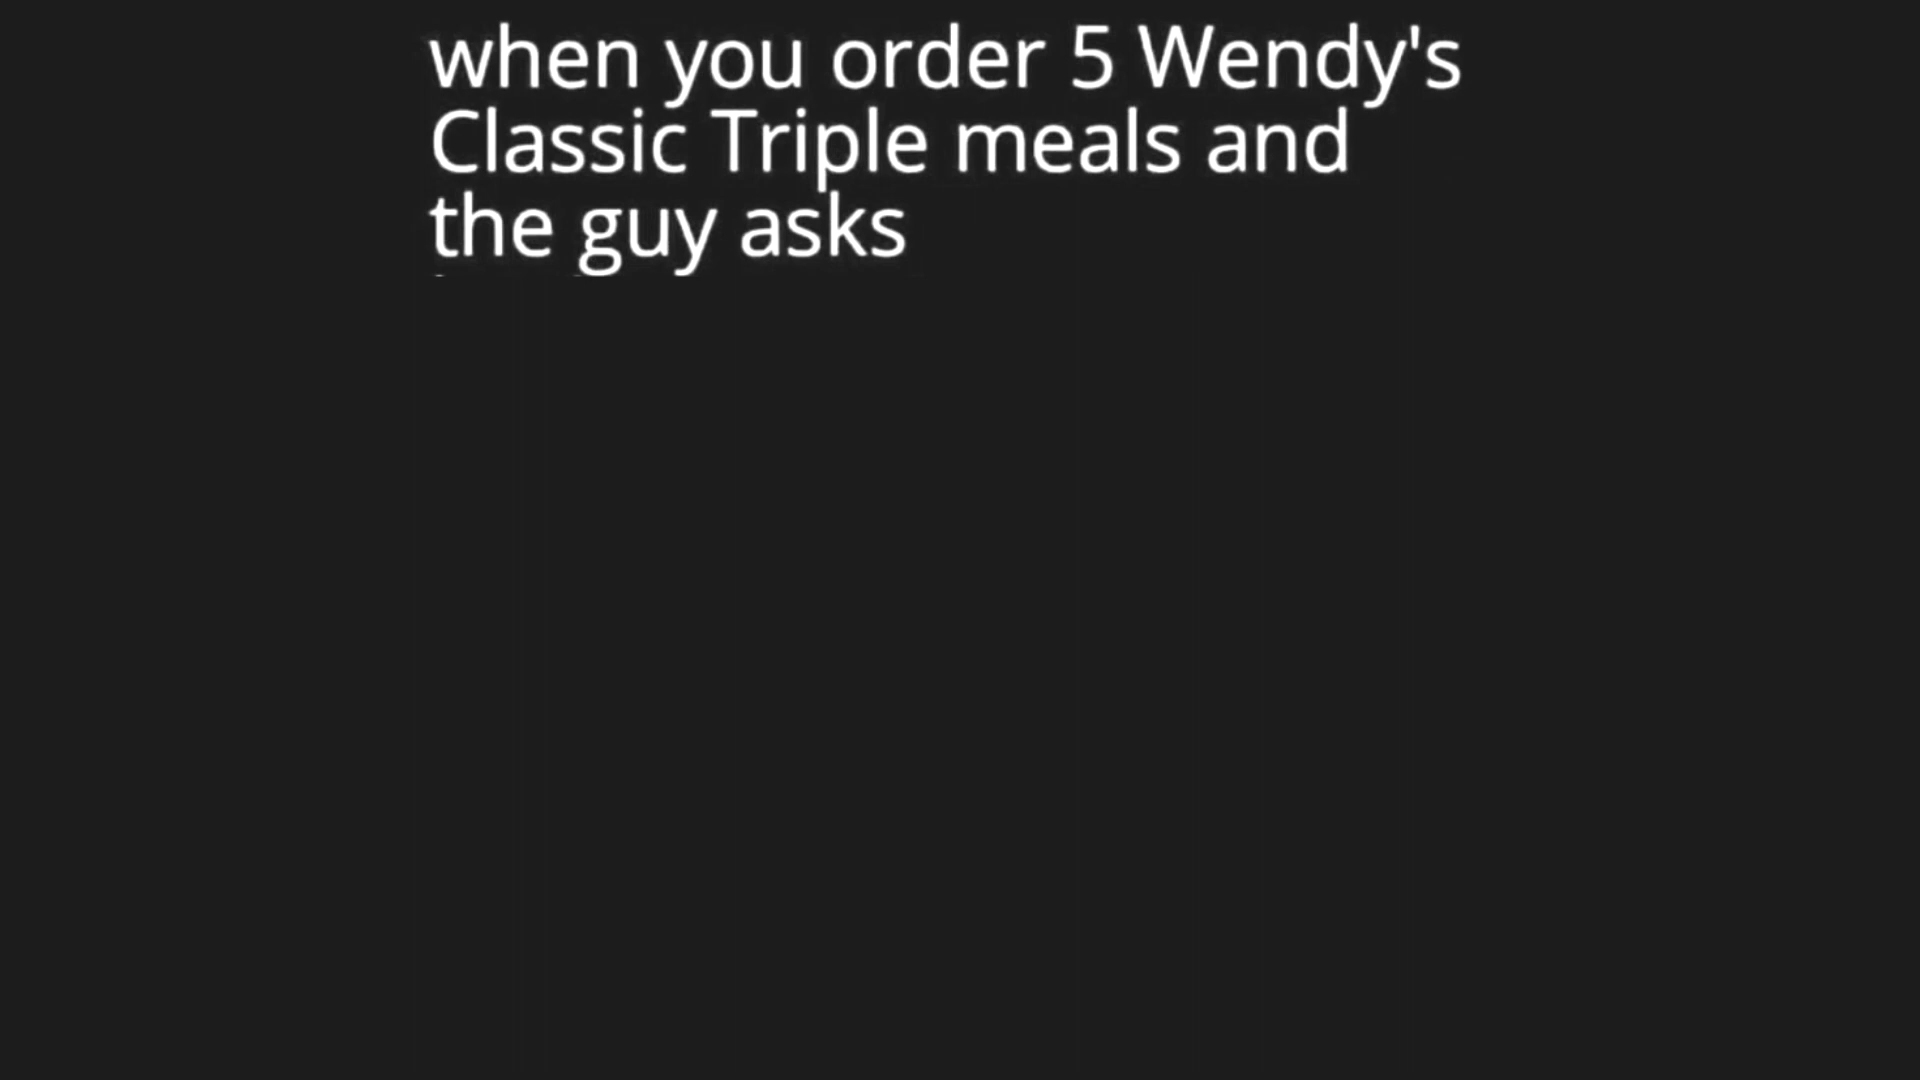 when you order 5 Wendy's
Classic Triple meals and
the guy asks